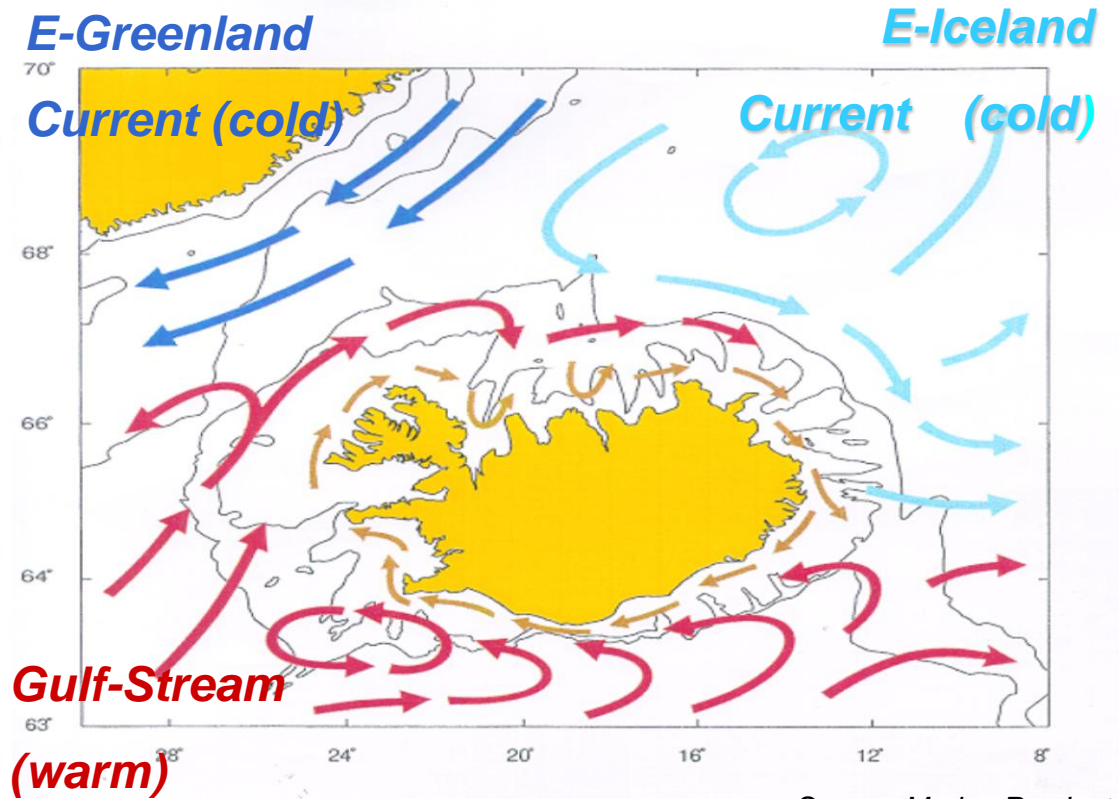 E-Greenland
Current (cold)
E-Iceland
Current (cold)
70°
68°
66°
64°
63°
Gulf-Stream
(warm)
28° 24° 20° 16° 12° 8°